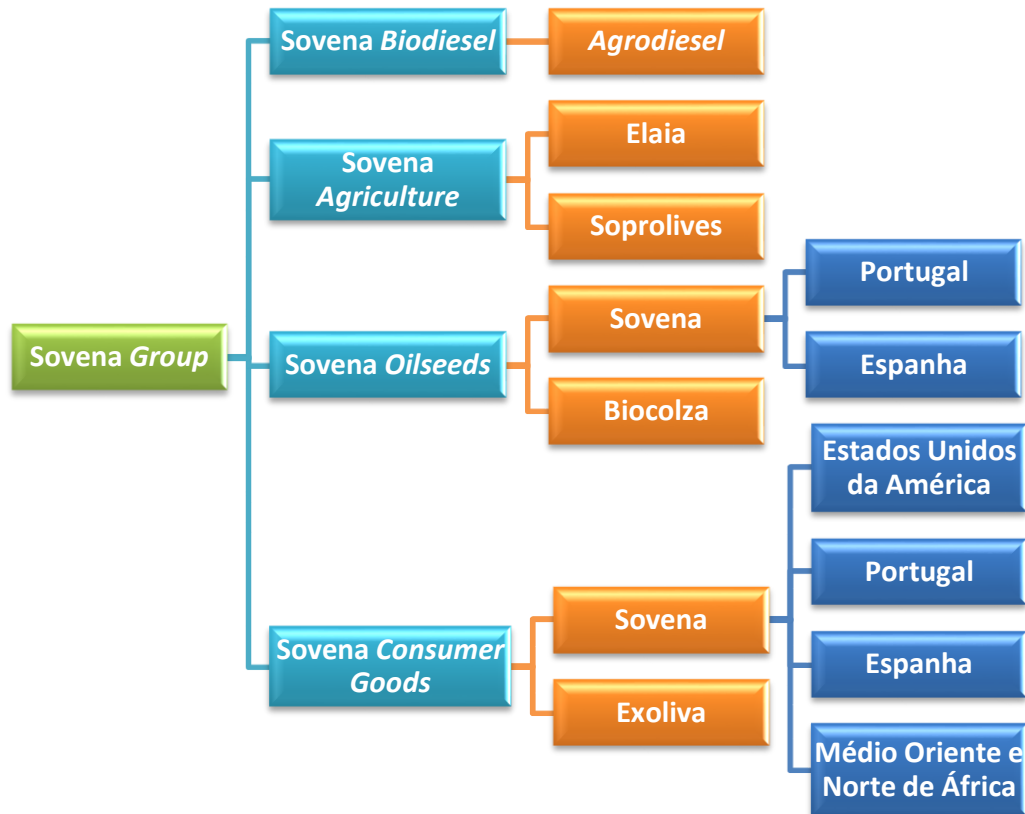 Sovena Biodiesel
Agrodiesel
Sovena
Agriculture
Elaia
Soprolives
Sovena Group
Sovena Oilseeds
Sovena
Portugal
Espanha
Biocolza
Sovena Consumer
Goods
Sovena
Estados Unidos
da América
Portugal
Espanha
Médio Oriente e
Norte de África
Exoliva